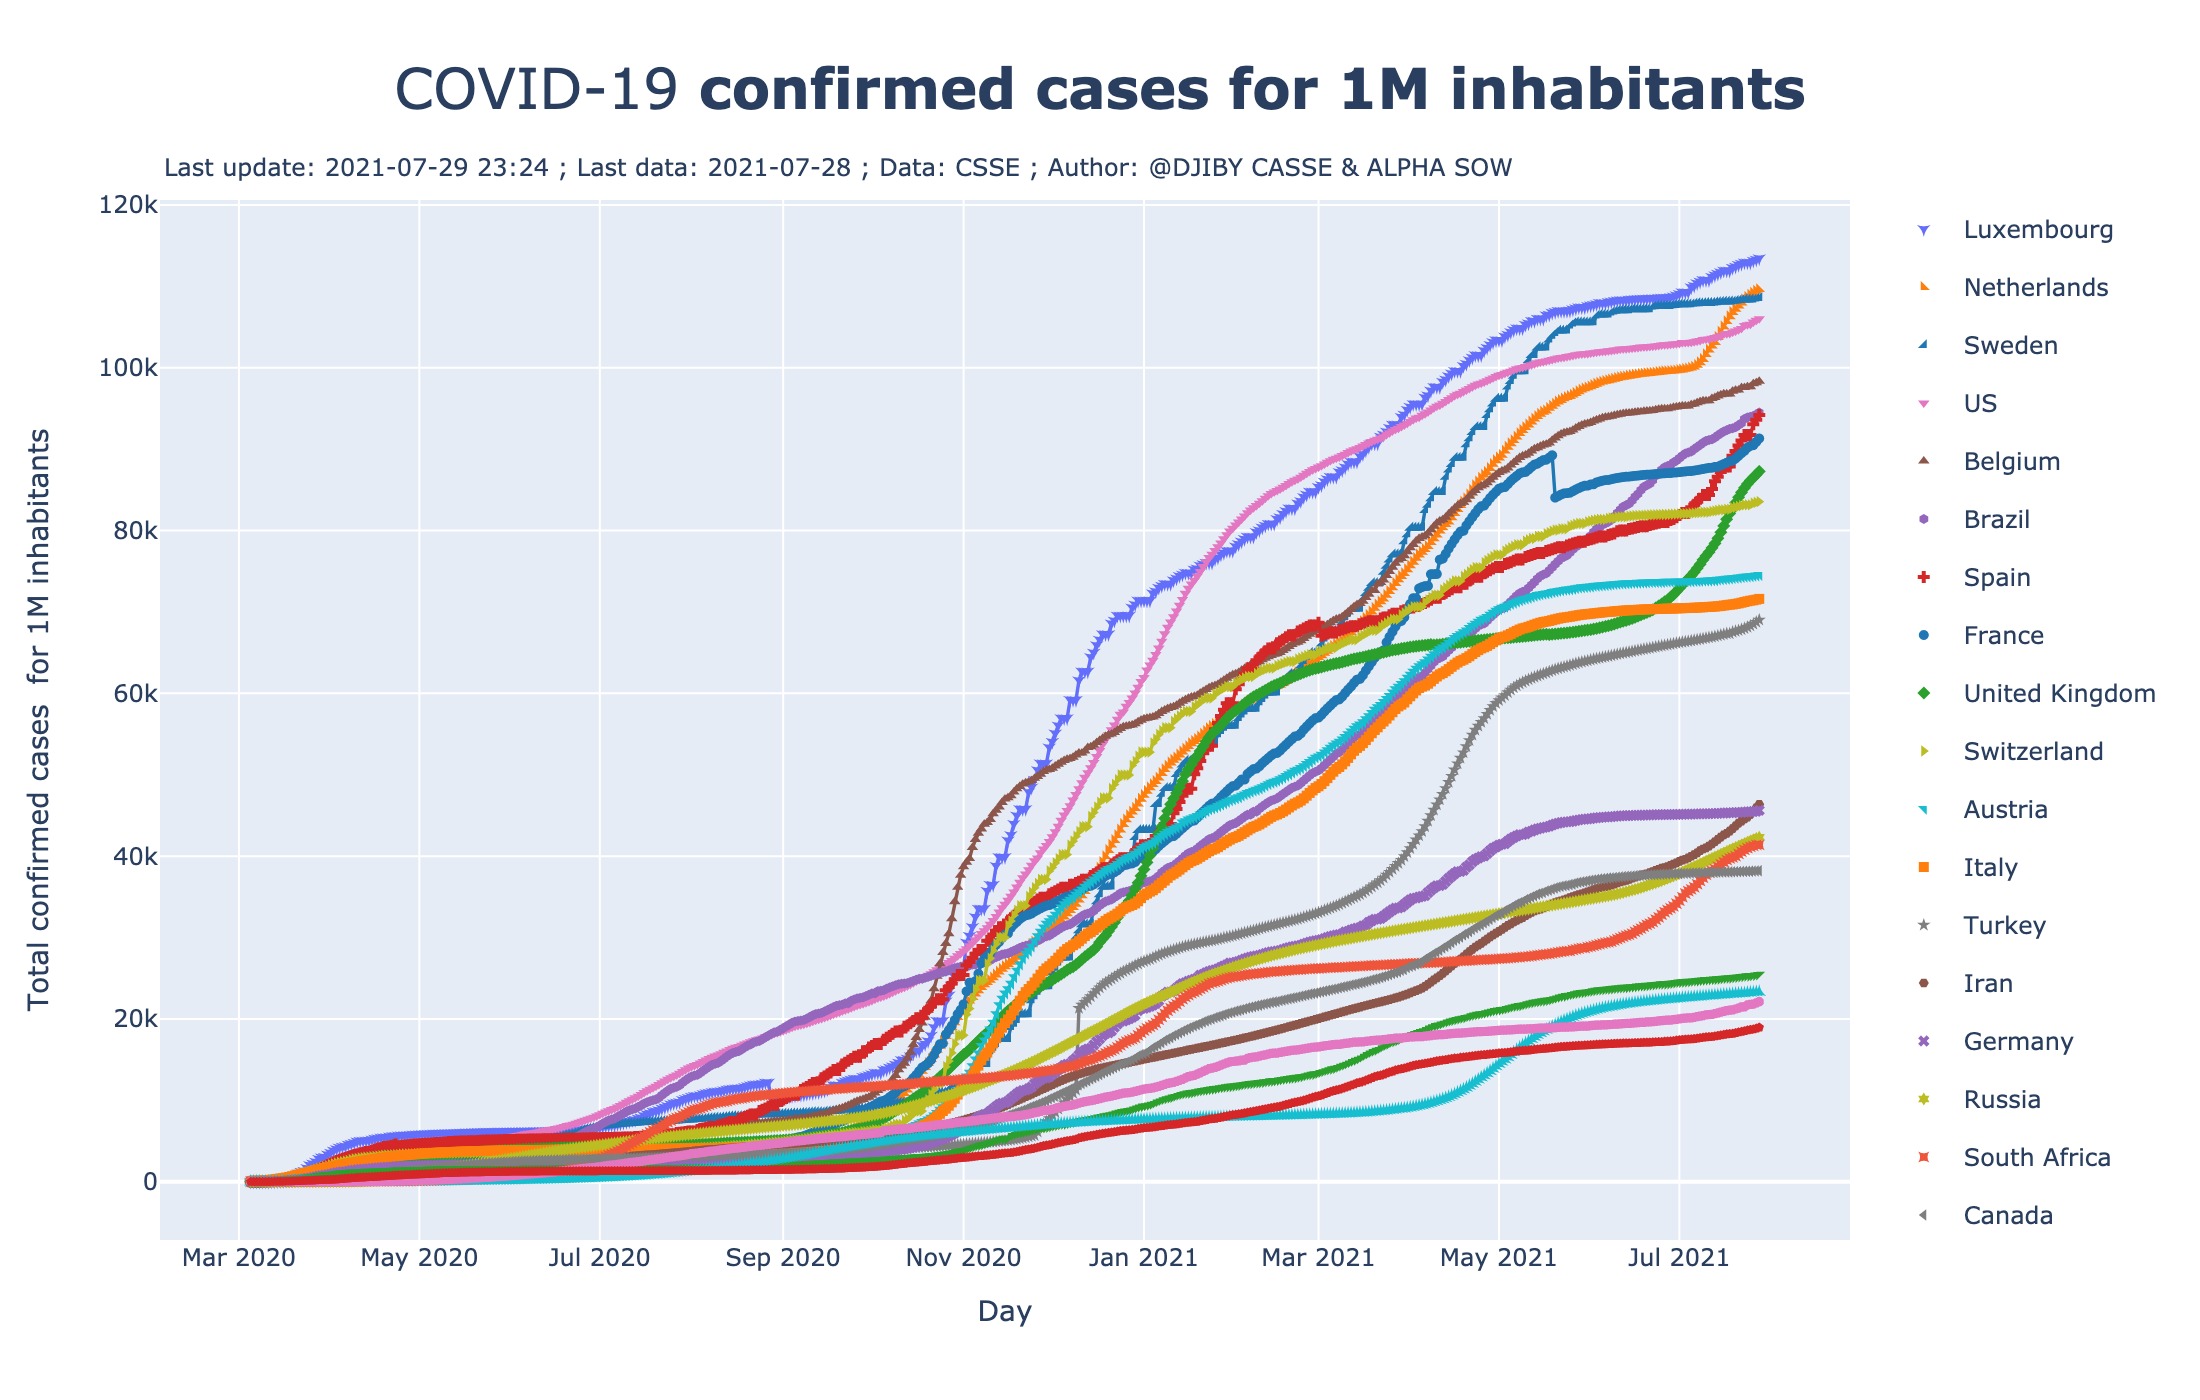 COVID-19 confirmed cases for 1M inhabitants
Last update: 2021-07-29 23:24 ; Last data: 2021-07-28 ; Data: CSSE ; Author: @DJIBY CASSE & ALPHA SOW
120k
100k
80k
60k
40k
20k
0
Total confirmed cases  for 1M inhabitants
Mar 2020
May 2020
Jul 2020
Sep 2020
Nov 2020
Jan 2021
Mar 2021
May 2021
Jul 2021
Day
Luxembourg
Netherlands
Sweden
US
Belgium
Brazil
Spain
France
United Kingdom
Switzerland
Austria
Italy
Turkey
Iran
Germany
Russia
South Africa
Canada